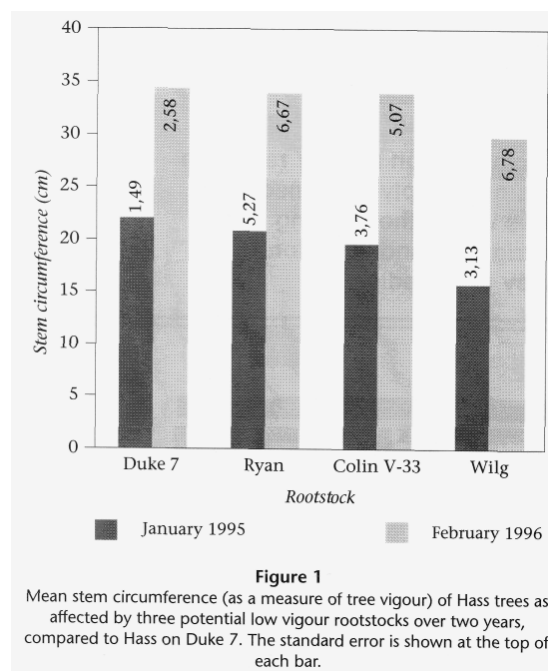 40
35
30
25
20
15
10
5
0
Stem circumference (cm)
1,49
2,58
5,27
6,67
3,76
5,07
3,13
6,78
Duke 7
Ryan
Colin V-33
Wilg
Rootstock
January 1995
February 1996
Figure 1
Mean stem circumference (as a measure of tree vigour) of Hass trees as
affected by three potential low vigour rootstocks over two years,
compared to Hass on Duke 7. The standard error is shown at the top of
each bar.